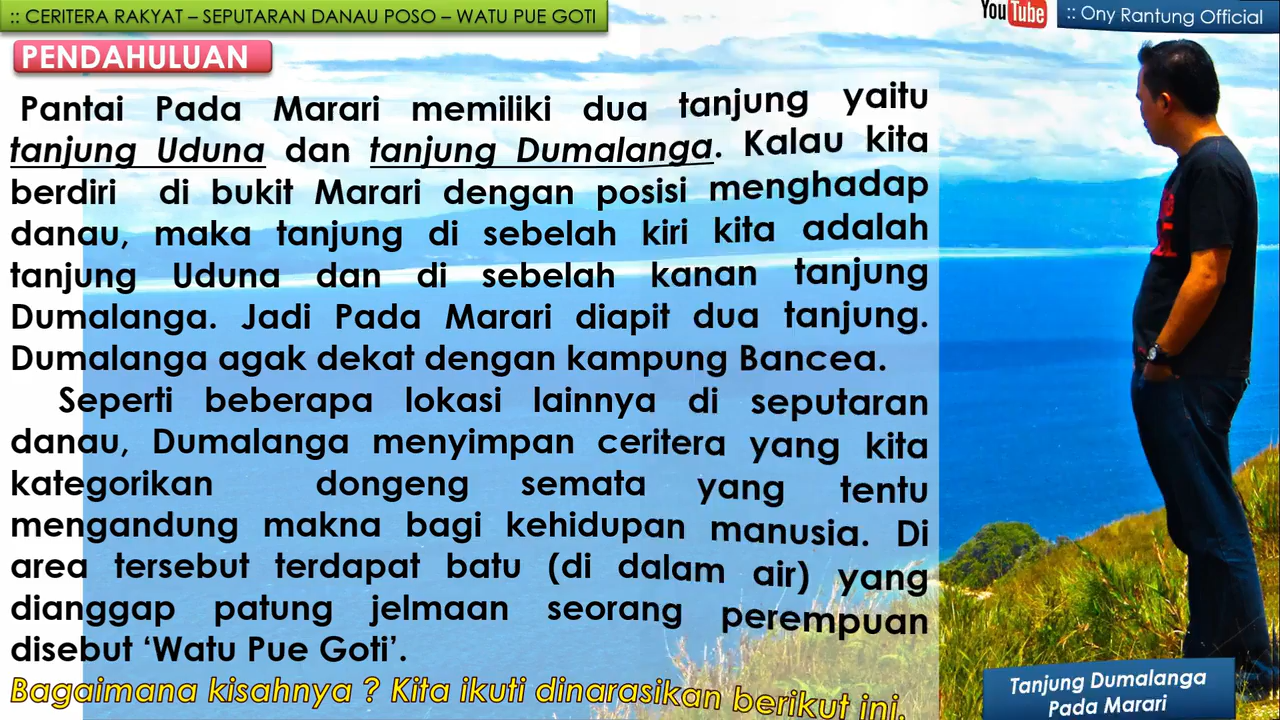 :: CERITERA RAKYAT – SEPUTARAN DANAU POSO – WATU PUE GOTI
YouTube :: Ony Rantung Official
PENDAHULUAN
Pantai Pada Marari memiliki dua tanjung yaitu
tanjung Uduna dan tanjung Dumalanga. Kalau kita
berdiri di bukit Marari dengan posisi menghadap
danau, maka tanjung di sebelah kiri kita adalah
tanjung Uduna dan di sebelah kanan tanjung
Dumalanga. Jadi Pada Marari diapit dua tanjung.
Dumalanga agak dekat dengan kampung Bancea.
Seperti beberapa lokasi lainnya di seputaran
danau, Dumalanga menyimpan ceritera yang kita
kategorikan dongeng semata yang tentu
mengandung makna bagi kehidupan manusia. Di
area tersebut terdapat batu (di dalam air) yang
dianggap patung jelmaan seorang perempuan
disebut ‘Watu Pue Goti’.
Bagaimana kisahnya ? Kita ikuti dinarasikan berikut ini.
Tanjung Dumalanga
Pada Marari